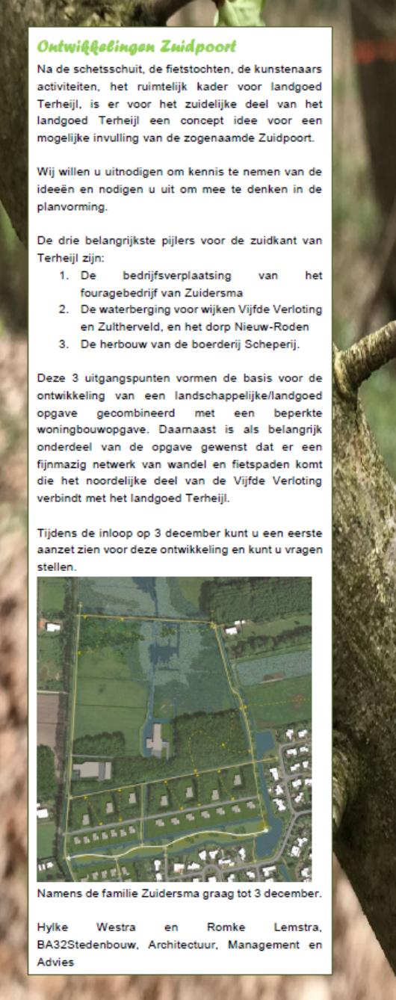 Ontwikkelingen Zuidpoort
Na de schetsschuit, de fietstochten, de kunstenaars
activiteiten, het ruimtelijk kader voor landgoed
Terheijl, is er voor het zuidelijke deel van het
landgoed Terheijl een concept idee voor een
mogelijke invulling van de zogenaamde Zuidpoort.
Wij willen u uitnodigen om kennis te nemen van de
ideeën en nodigen u uit om mee te denken in de
planvorming.
De drie belangrijkste pijlers voor de zuidkant van
Terheijl zijn:
1. De bedrijfsverplaatsing van het
fouragebedrijf van Zuidersma
2. De waterberging voor wijken Vijfde Verloting
en Zultherveld, en het dorp Nieuw-Roden
3. De herbouw van de boerderij Scheperij.
Deze 3 uitgangspunten vormen de basis voor de
ontwikkeling van een landschappelijke/landgoed
opgave gecombineerd met een beperkte
woningbouwopgave. Daarnaast is als belangrijk
onderdeel van de opgave gewenst dat er een
fijnmazig netwerk van wandel en fietspaden komt
die het noordelijke deel van de Vijfde Verloting
verbindt met het landgoed Terheijl.
Tijdens de inloop op 3 december kunt u een eerste
aanzet zien voor deze ontwikkeling en kunt u vragen
stellen.
Namens de familie Zuidersma graag tot 3 december.
Hylke Westra en Romke Lemstra,
BA32Stedenbouw, Architectuur, Management en
Advies